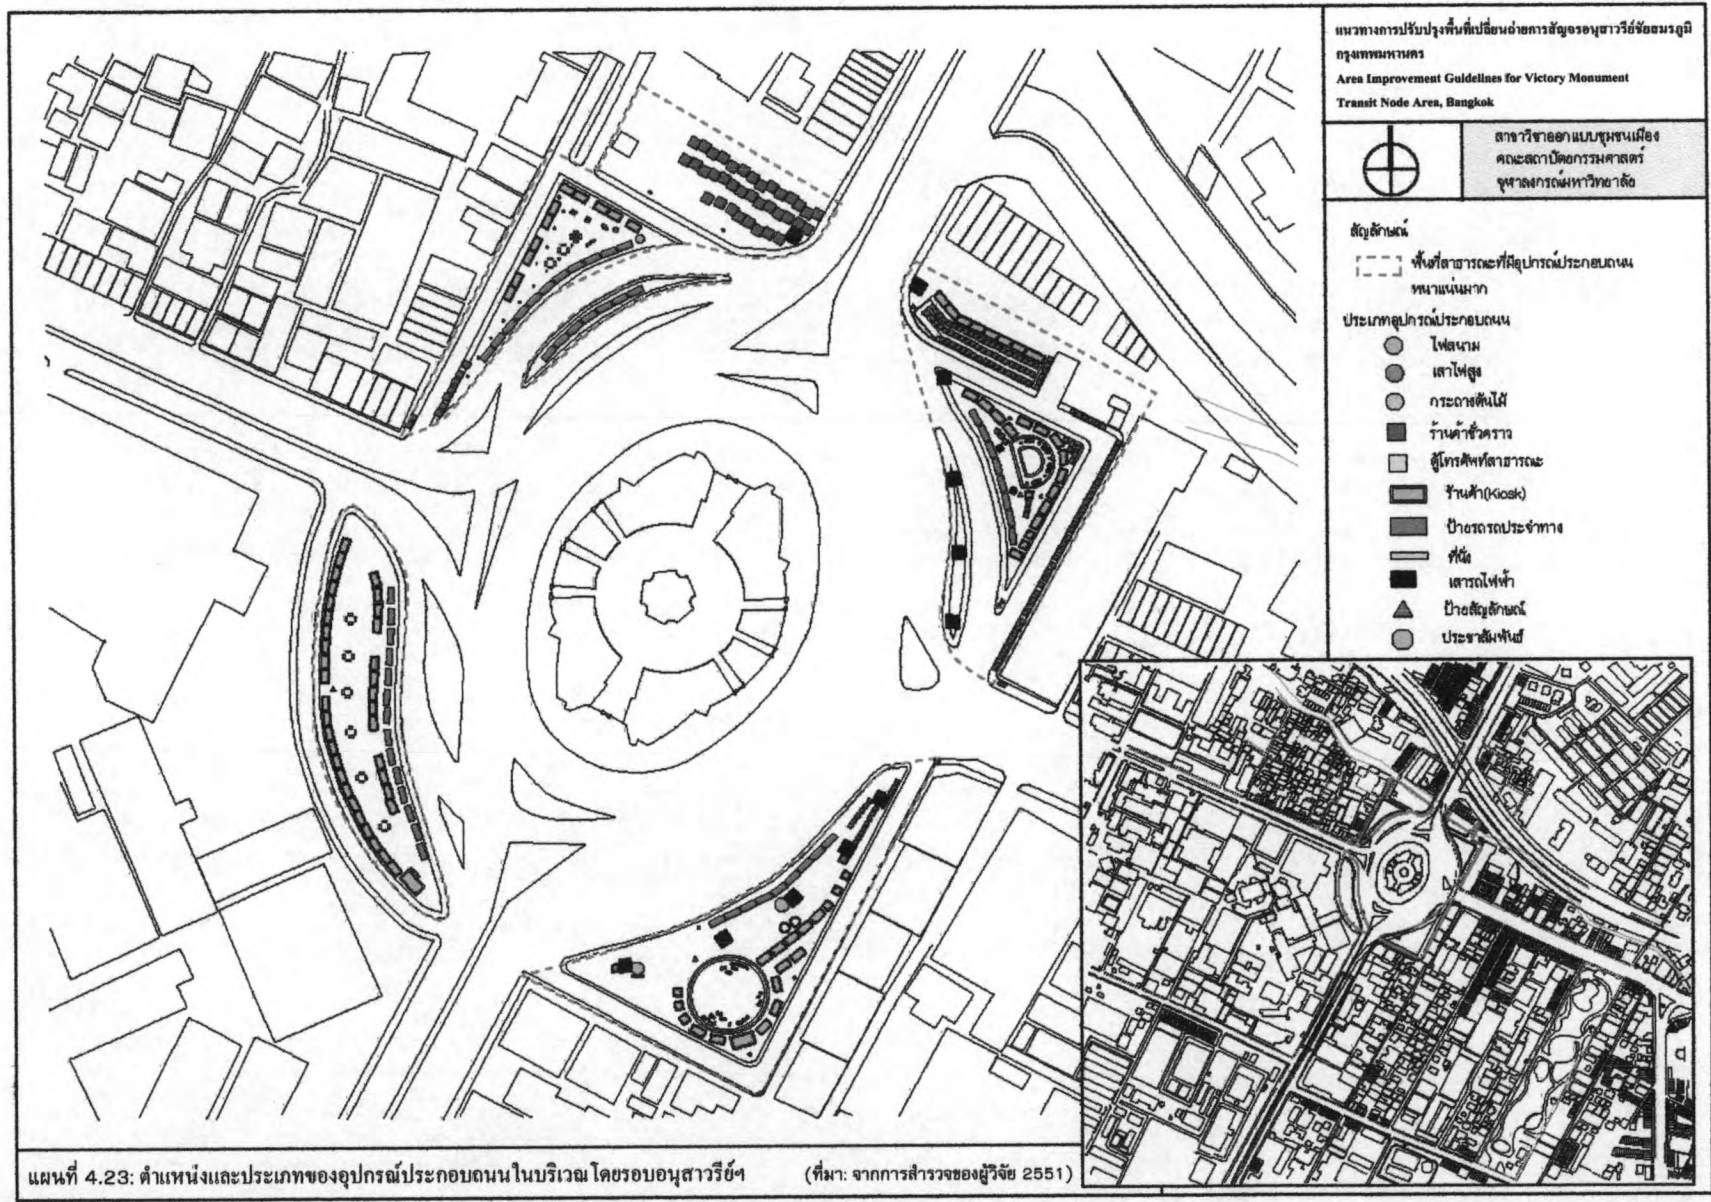 แนวทางการปรับปรุงพื้นที่เปลี่ยนถ่ายการสัญจรอนุสาวรีย์ชัยสมรภูมิ
กรุงเทพมหานคร
Area Improvement Guidelines for Victory Monument
Transit Node Area, Bangkok
สาขาวิชาออกแบบชุมชนเมือง
คณะสถาปัตยกรรมศาสตร์
จุฬาลงกรณ์มหาวิทยาลัย
สัญลักษณ์
พื้นที่สาธารณะที่มีอุปกรณ์ประกอบถนน
หนาแน่นมาก
ประเภทอุปกรณ์ประกอบถนน
ไฟสนาม
เสาไฟสูง
กระถางต้นไม้
ร้านค้าชั่วคราว
ตู้โทรศัพท์สาธารณะ
ร้านค้า(Kiosk)
ป้ายรถรถประจำทาง
ที่นั่ง
เสารถไฟฟ้า
ป้ายสัญลักษณ์
ประชาสัมพันธ์
แผนที่ 4.23: ตำแหน่งและประเภทของอุปกรณ์ประกอบถนนในบริเวณโดยรอบอนุสาวรีย์ฯ (ที่มา: จากการสำรวจของผู้วิจัย 2551)